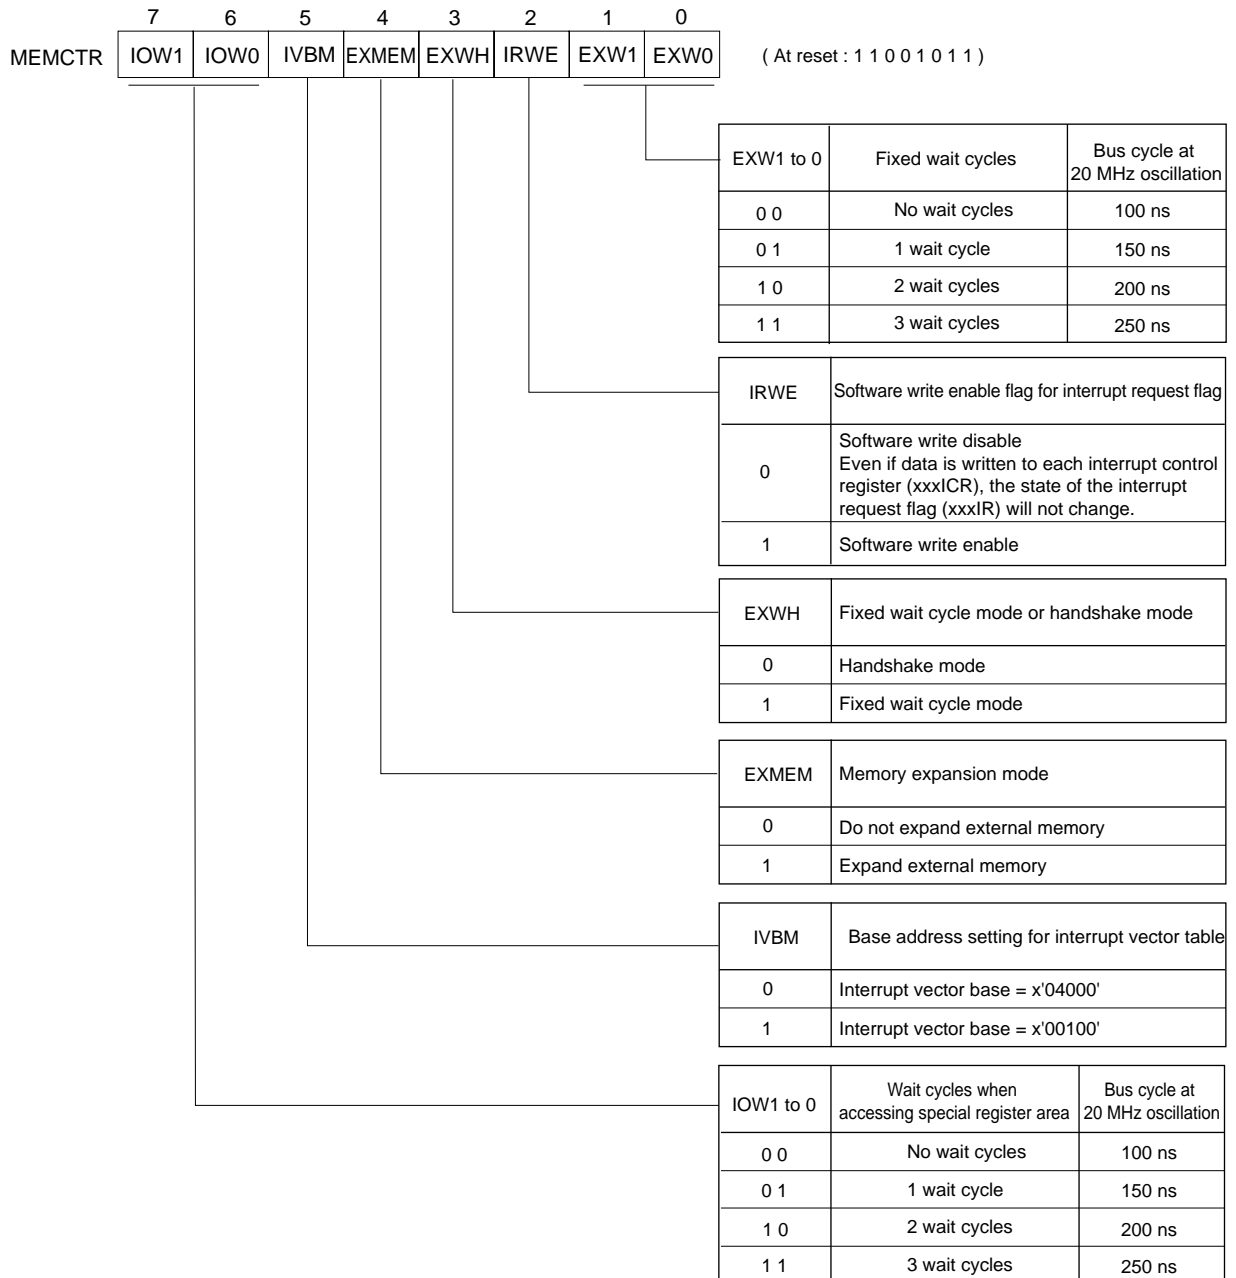 7 6 5 4 3 2 1 0
MEMCTR IOW1 IOW0 IVBM EXMEM EXWH IRWE EXW1 EXW0 ( At reset : 1 1 0 0 1 0 1 1 )
EXW1 to 0 Fixed wait cycles Bus cycle at
20 MHz oscillation
0 0 No wait cycles 100 ns
0 1 1 wait cycle 150 ns
1 0 2 wait cycles 200 ns
1 1 3 wait cycles 250 ns
IRWE Software write enable flag for interrupt request flag
0 Software write disable
Even if data is written to each interrupt control
register (xxxICR), the state of the interrupt
request flag (xxxIR) will not change.
1 Software write enable
EXWH Fixed wait cycle mode or handshake mode
0 Handshake mode
1 Fixed wait cycle mode
EXMEM Memory expansion mode
0 Do not expand external memory
1 Expand external memory
IVBM Base address setting for interrupt vector table
0 Interrupt vector base = x'04000'
1 Interrupt vector base = x'00100'
IOW1 to 0 Wait cycles when
accessing special register area Bus cycle at
20 MHz oscillation
0 0 No wait cycles 100 ns
0 1 1 wait cycle 150 ns
1 0 2 wait cycles 200 ns
1 1 3 wait cycles 250 ns